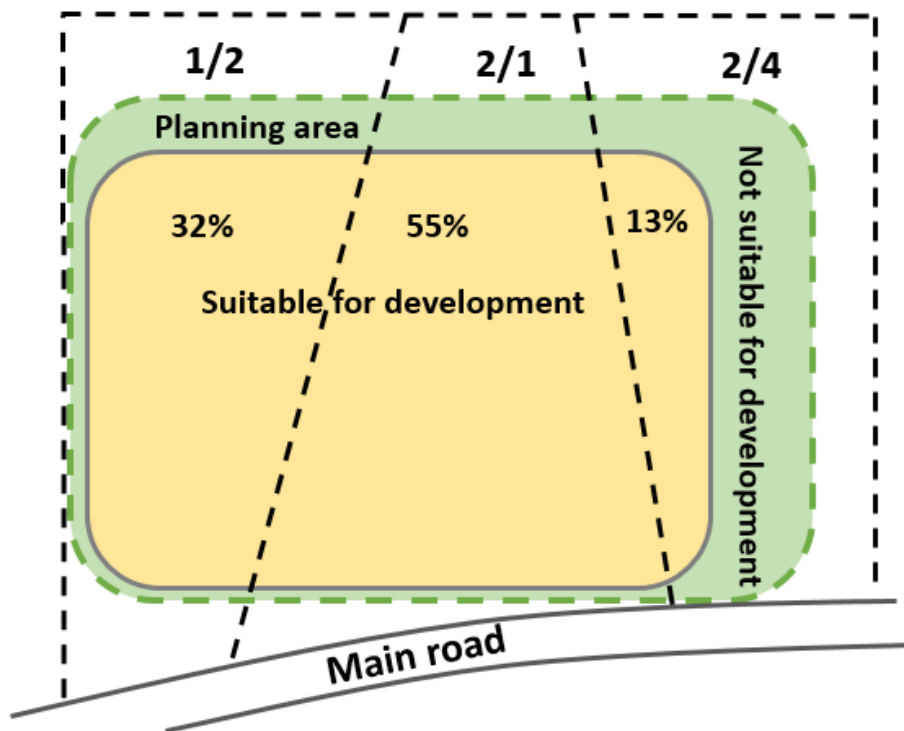 1/2
2/1
2/4
Planning area
32%
55%
13%
Suitable for development
Not suitable for development
Main road